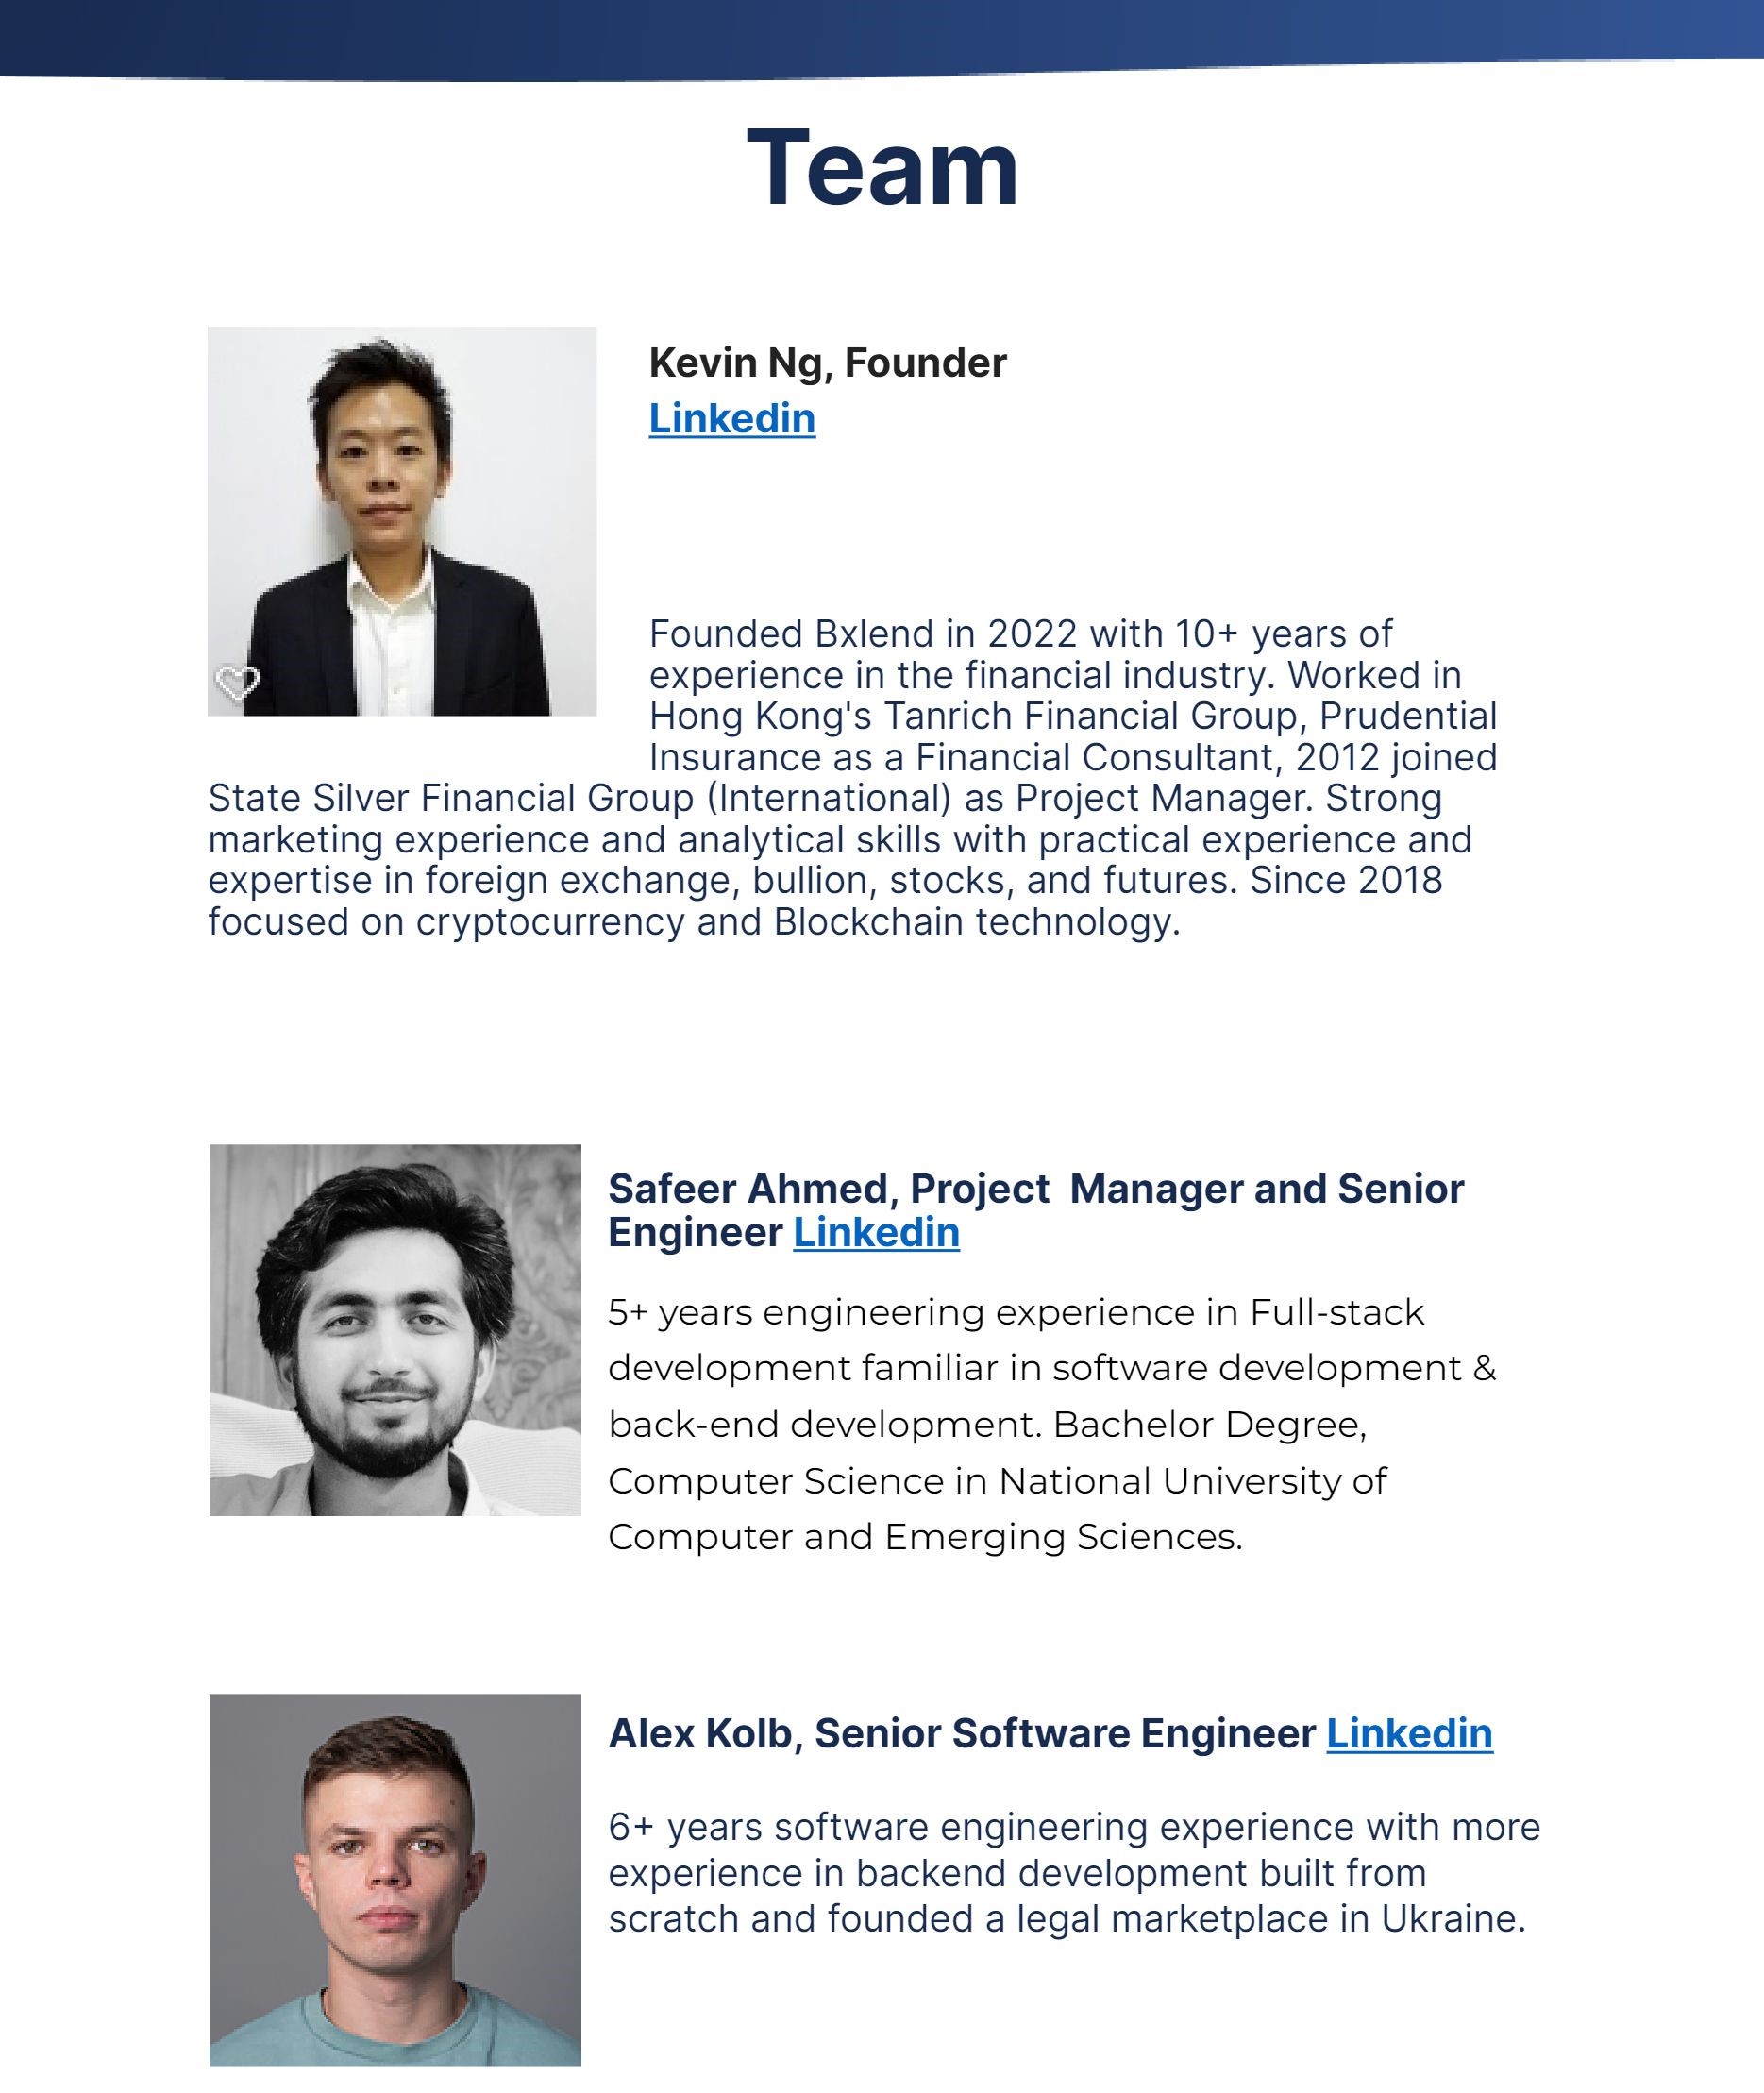 Team
Kevin Ng, Founder
Linkedin
Founded Bxlend in 2022 with 10+ years of
experience in the financial industry. Worked in
Hong Kong's Tanrich Financial Group, Prudential
Insurance as a Financial Consultant, 2012 joined
State Silver Financial Group (International) as Project Manager. Strong
marketing experience and analytical skills with practical experience and
expertise in foreign exchange, bullion, stocks, and futures. Since 2018
focused on cryptocurrency and Blockchain technology.
Safeer Ahmed, Project  Manager and Senior
Engineer Linkedin
5+ years engineering experience in Full-stack
development familiar in software development &
back-end development. Bachelor Degree,
Computer Science in National University of
Computer and Emerging Sciences.
Alex Kolb, Senior Software Engineer Linkedin
6+ years software engineering experience with more
experience in backend development built from
scratch and founded a legal marketplace in Ukraine.